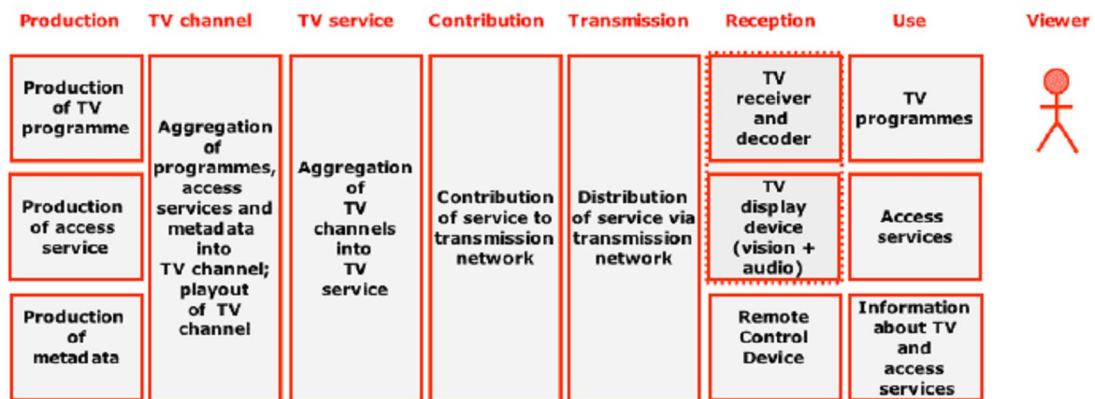 Production
TV channel
TV service
Contribution
Transmission
Reception
Use
Viewer
Production
of TV
programme
Production
of access
service
Production
of
metadata
Aggregation
of
programmes,
access
services and
metadata
into
TV channel;
playout
of TV
channel
Aggregation
of
TV
channels
into
TV
service
Contribution
of service to
transmission
network
Distribution
of service via
transmission
network
TV
receiver
and
decoder
TV
display
device
(vision +
audio)
Remote
Control
Device
TV
programmes
Access
services
Information
about TV
and
access
services